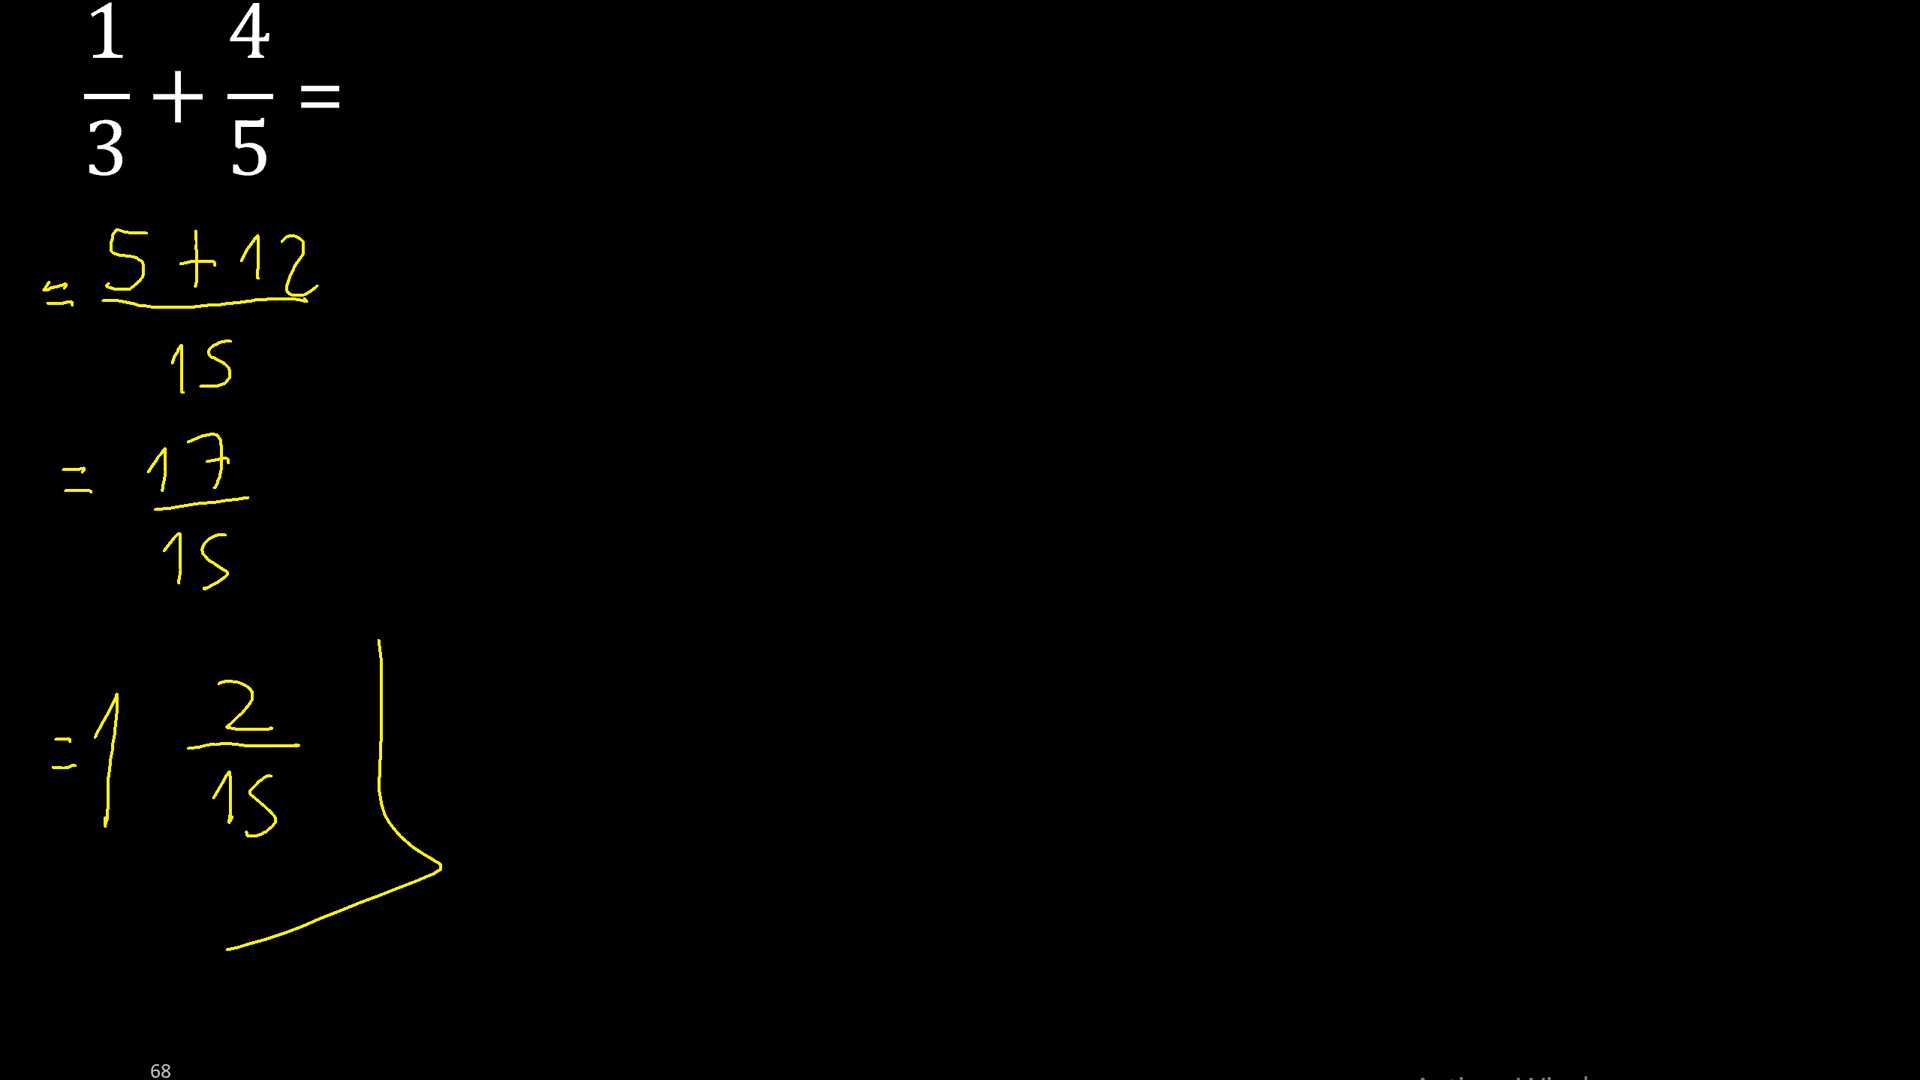 1/3 + 4/5 =
= (5 + 12)/15
= 17/15
= 1 2/15
68